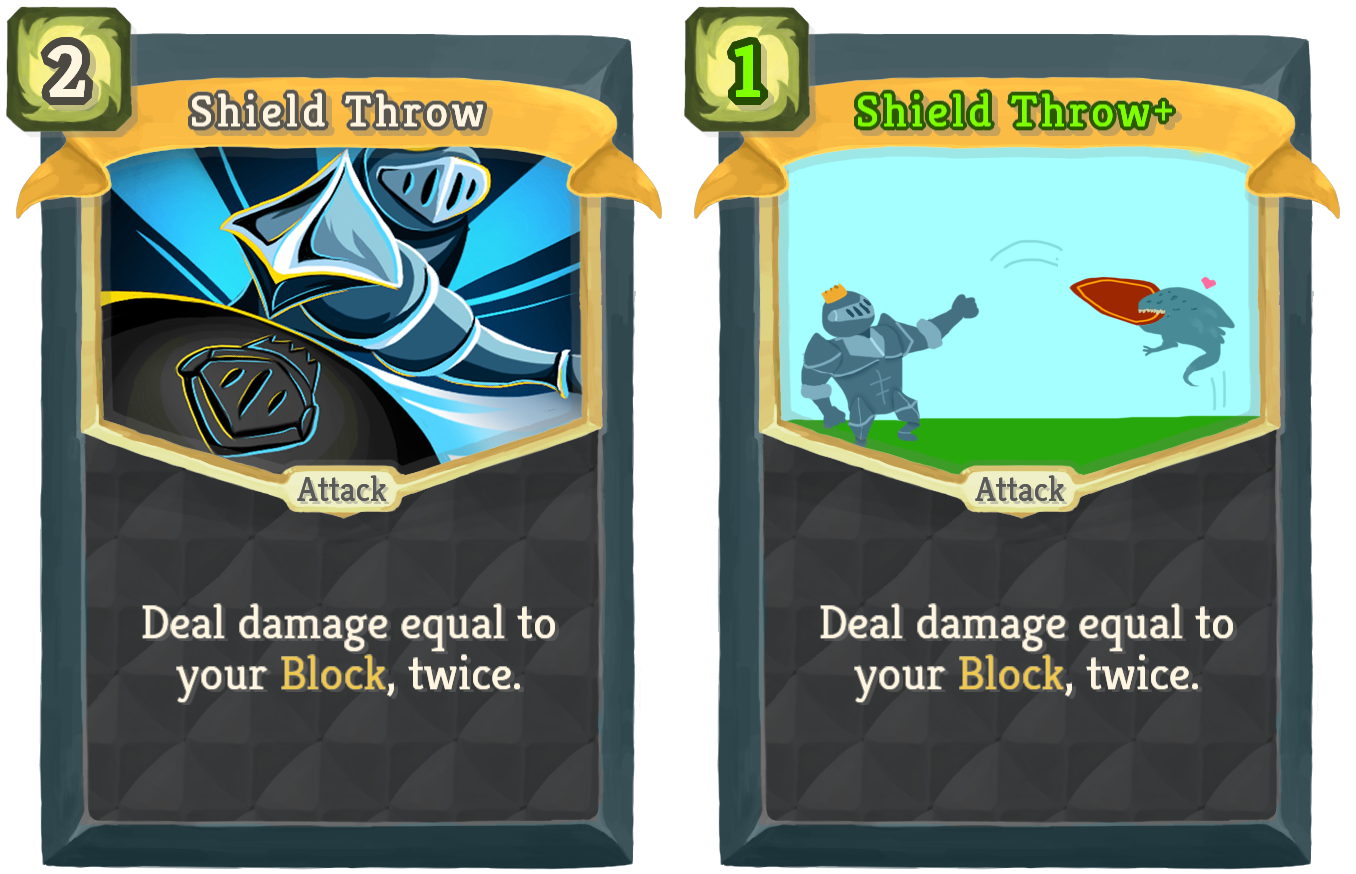 2
Shield Throw
Attack
Deal damage equal to
your Block, twice.
1
Shield Throw+
Attack
Deal damage equal to
your Block, twice.